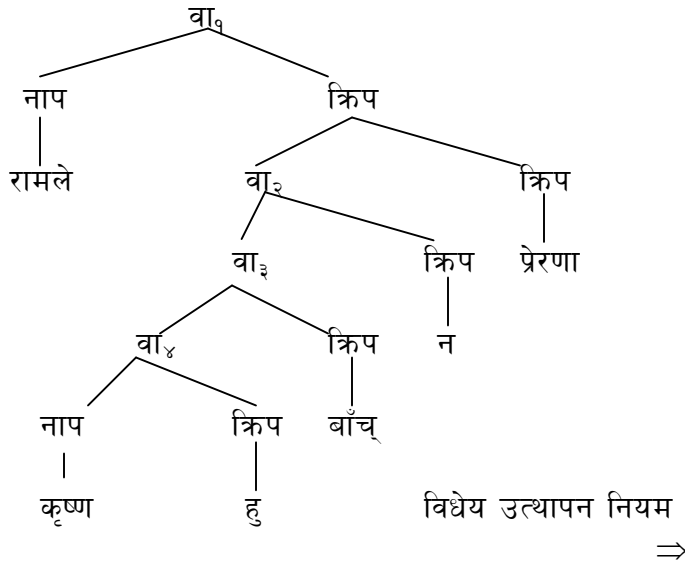 वा१
नाप क्रिप
रामले वा२ क्रिप
वा३ क्रिप प्रेरणा
वा४ क्रिप न
नाप क्रिप बाँच्
कृष्ण हु विधेय उत्थापन नियम
⇒